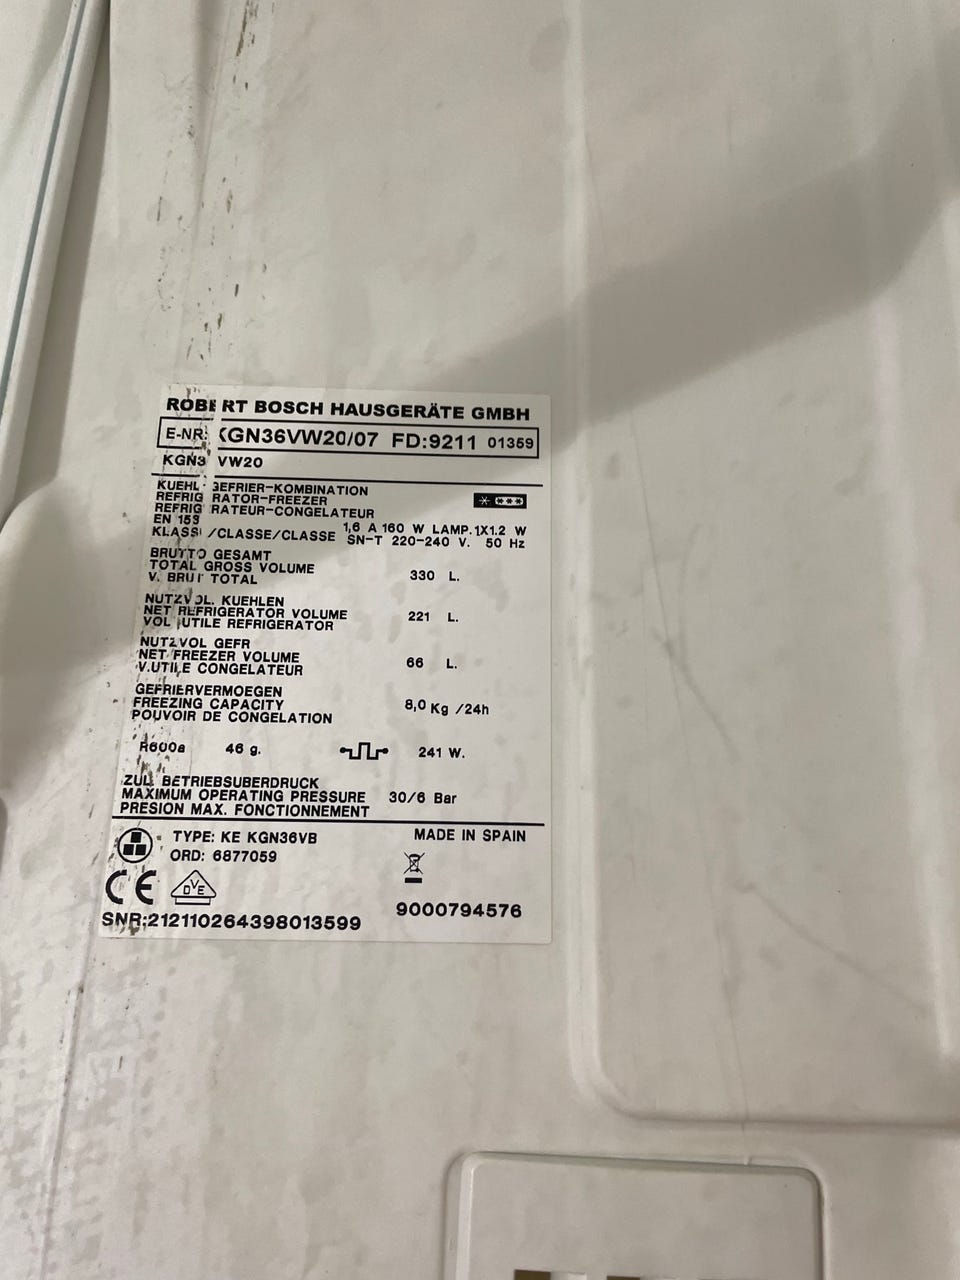 ROBERT BOSCH HAUSGERÄTE GMBH
E-NR: KGN36VW20/07 FD:9211 01359
KGN3 VW20
KUEHL-GEFRIER-KOMBINATION
REFRIG RATOR-FREEZER
REFRIG RATEUR-CONGELATEUR
EN 153 1,6 A 160 W LAMP.1X1.2 W
KLASS /CLASSE/CLASSE SN-T 220-240 V. 50 Hz
BRUTTO GESAMT
TOTAL GROSS VOLUME 330 L.
V. BRUT TOTAL
NUTZVOL. KUEHLEN
NET REFRIGERATOR VOLUME 221 L.
VOL UTILE REFRIGERATOR
NUTZVOL GEFR
NET FREEZER VOLUME 66 L.
V.UTILE CONGELATEUR
GEFRIERVERMOEGEN
FREEZING CAPACITY 8,0 Kg /24h
POUVOIR DE CONGELATION
R600a 46 g. 241 W.
ZUL. BETRIEBSUBERDRUCK
MAXIMUM OPERATING PRESSURE 30/6 Bar
PRESION MAX. FONCTIONNEMENT
TYPE: KE KGN36VB MADE IN SPAIN
ORD: 6877059
CE DVE
9000794576
SNR:212110264398013599